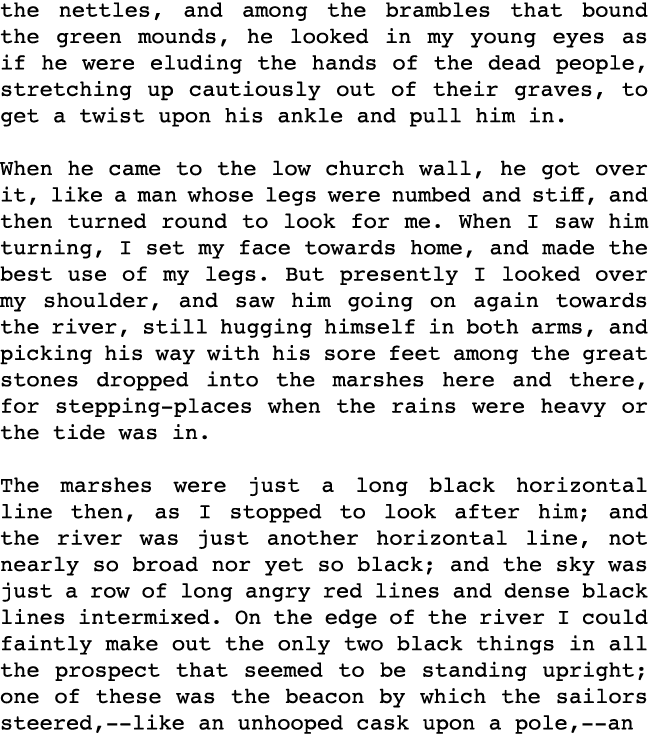 the nettles, and among the brambles that bound
the green mounds, he looked in my young eyes as
if he were eluding the hands of the dead people,
stretching up cautiously out of their graves, to
get a twist upon his ankle and pull him in.

When he came to the low church wall, he got over
it, like a man whose legs were numbed and stiff, and
then turned round to look for me. When I saw him
turning, I set my face towards home, and made the
best use of my legs. But presently I looked over
my shoulder, and saw him going on again towards
the river, still hugging himself in both arms, and
picking his way with his sore feet among the great
stones dropped into the marshes here and there,
for stepping-places when the rains were heavy or
the tide was in.

The marshes were just a long black horizontal
line then, as I stopped to look after him; and
the river was just another horizontal line, not
nearly so broad nor yet so black; and the sky was
just a row of long angry red lines and dense black
lines intermixed. On the edge of the river I could
faintly make out the only two black things in all
the prospect that seemed to be standing upright;
one of these was the beacon by which the sailors
steered,--like an unhooped cask upon a pole,--an